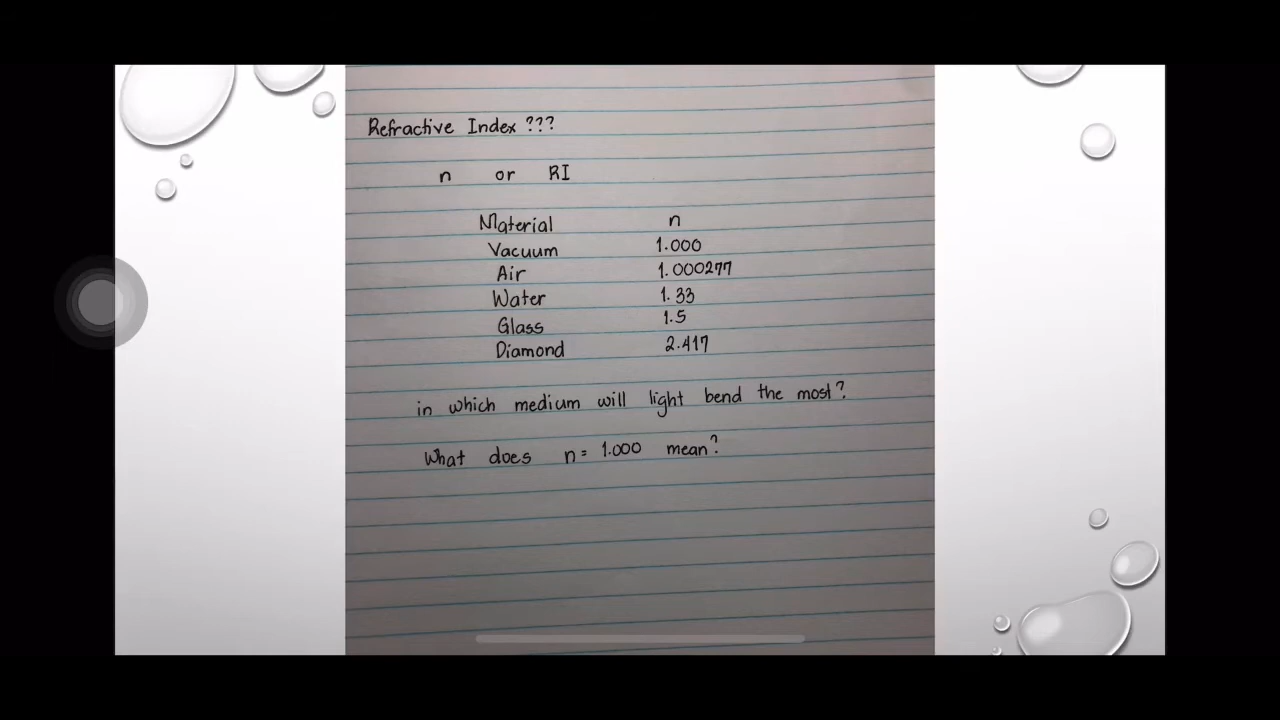 Refractive Index ???
n or RI
Material n
Vacuum 1.000
Air 1.000277
Water 1.33
Glass 1.5
Diamond 2.417
in which medium will light bend the most?
What does n = 1.000 mean?